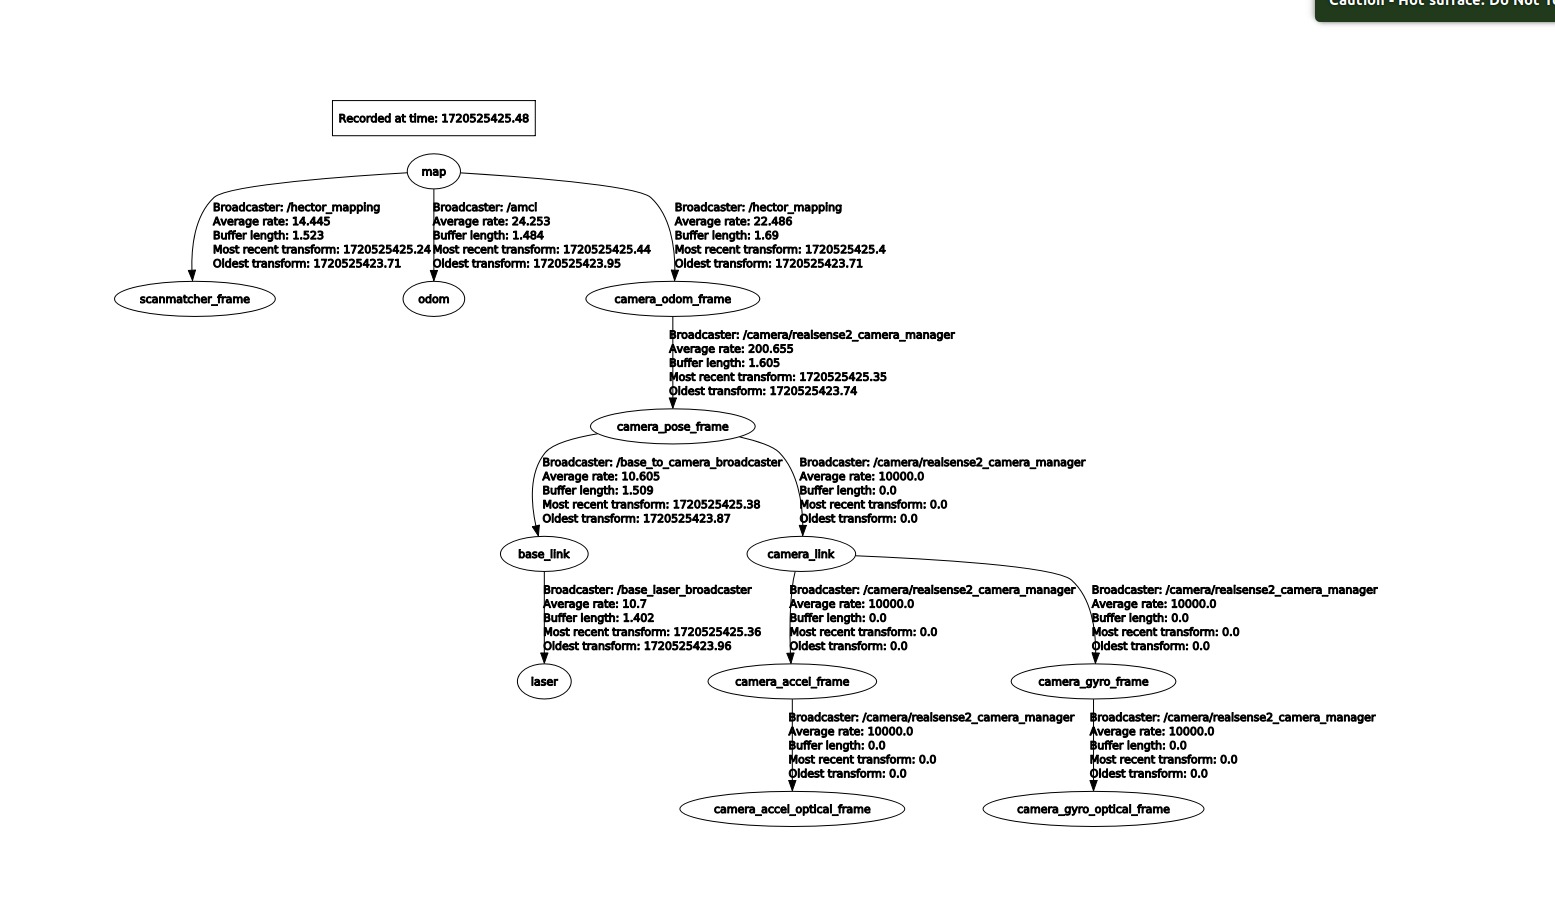 Caution - Hot surface. Do Not
Recorded at time: 1720525425.48
map
Broadcaster: /hector_mapping
Average rate: 14.445
Buffer length: 1.523
Most recent transform: 1720525425.24
Oldest transform: 1720525423.71
Broadcaster: /amcl
Average rate: 24.253
Buffer length: 1.484
Most recent transform: 1720525425.44
Oldest transform: 1720525423.95
Broadcaster: /hector_mapping
Average rate: 22.486
Buffer length: 1.69
Most recent transform: 1720525425.4
Oldest transform: 1720525423.71
scanmatcher_frame
odom
camera_odom_frame
Broadcaster: /camera/realsense2_camera_manager
Average rate: 200.655
Buffer length: 1.605
Most recent transform: 1720525425.35
Oldest transform: 1720525423.74
camera_pose_frame
Broadcaster: /base_to_camera_broadcaster
Average rate: 10.605
Buffer length: 1.509
Most recent transform: 1720525425.38
Oldest transform: 1720525423.87
Broadcaster: /camera/realsense2_camera_manager
Average rate: 10000.0
Buffer length: 0.0
Most recent transform: 0.0
Oldest transform: 0.0
base_link
camera_link
Broadcaster: /base_laser_broadcaster
Average rate: 10.7
Buffer length: 1.402
Most recent transform: 1720525425.36
Oldest transform: 1720525423.96
Broadcaster: /camera/realsense2_camera_manager
Average rate: 10000.0
Buffer length: 0.0
Most recent transform: 0.0
Oldest transform: 0.0
Broadcaster: /camera/realsense2_camera_manager
Average rate: 10000.0
Buffer length: 0.0
Most recent transform: 0.0
Oldest transform: 0.0
laser
camera_accel_frame
camera_gyro_frame
Broadcaster: /camera/realsense2_camera_manager
Average rate: 10000.0
Buffer length: 0.0
Most recent transform: 0.0
Oldest transform: 0.0
Broadcaster: /camera/realsense2_camera_manager
Average rate: 10000.0
Buffer length: 0.0
Most recent transform: 0.0
Oldest transform: 0.0
camera_accel_optical_frame
camera_gyro_optical_frame